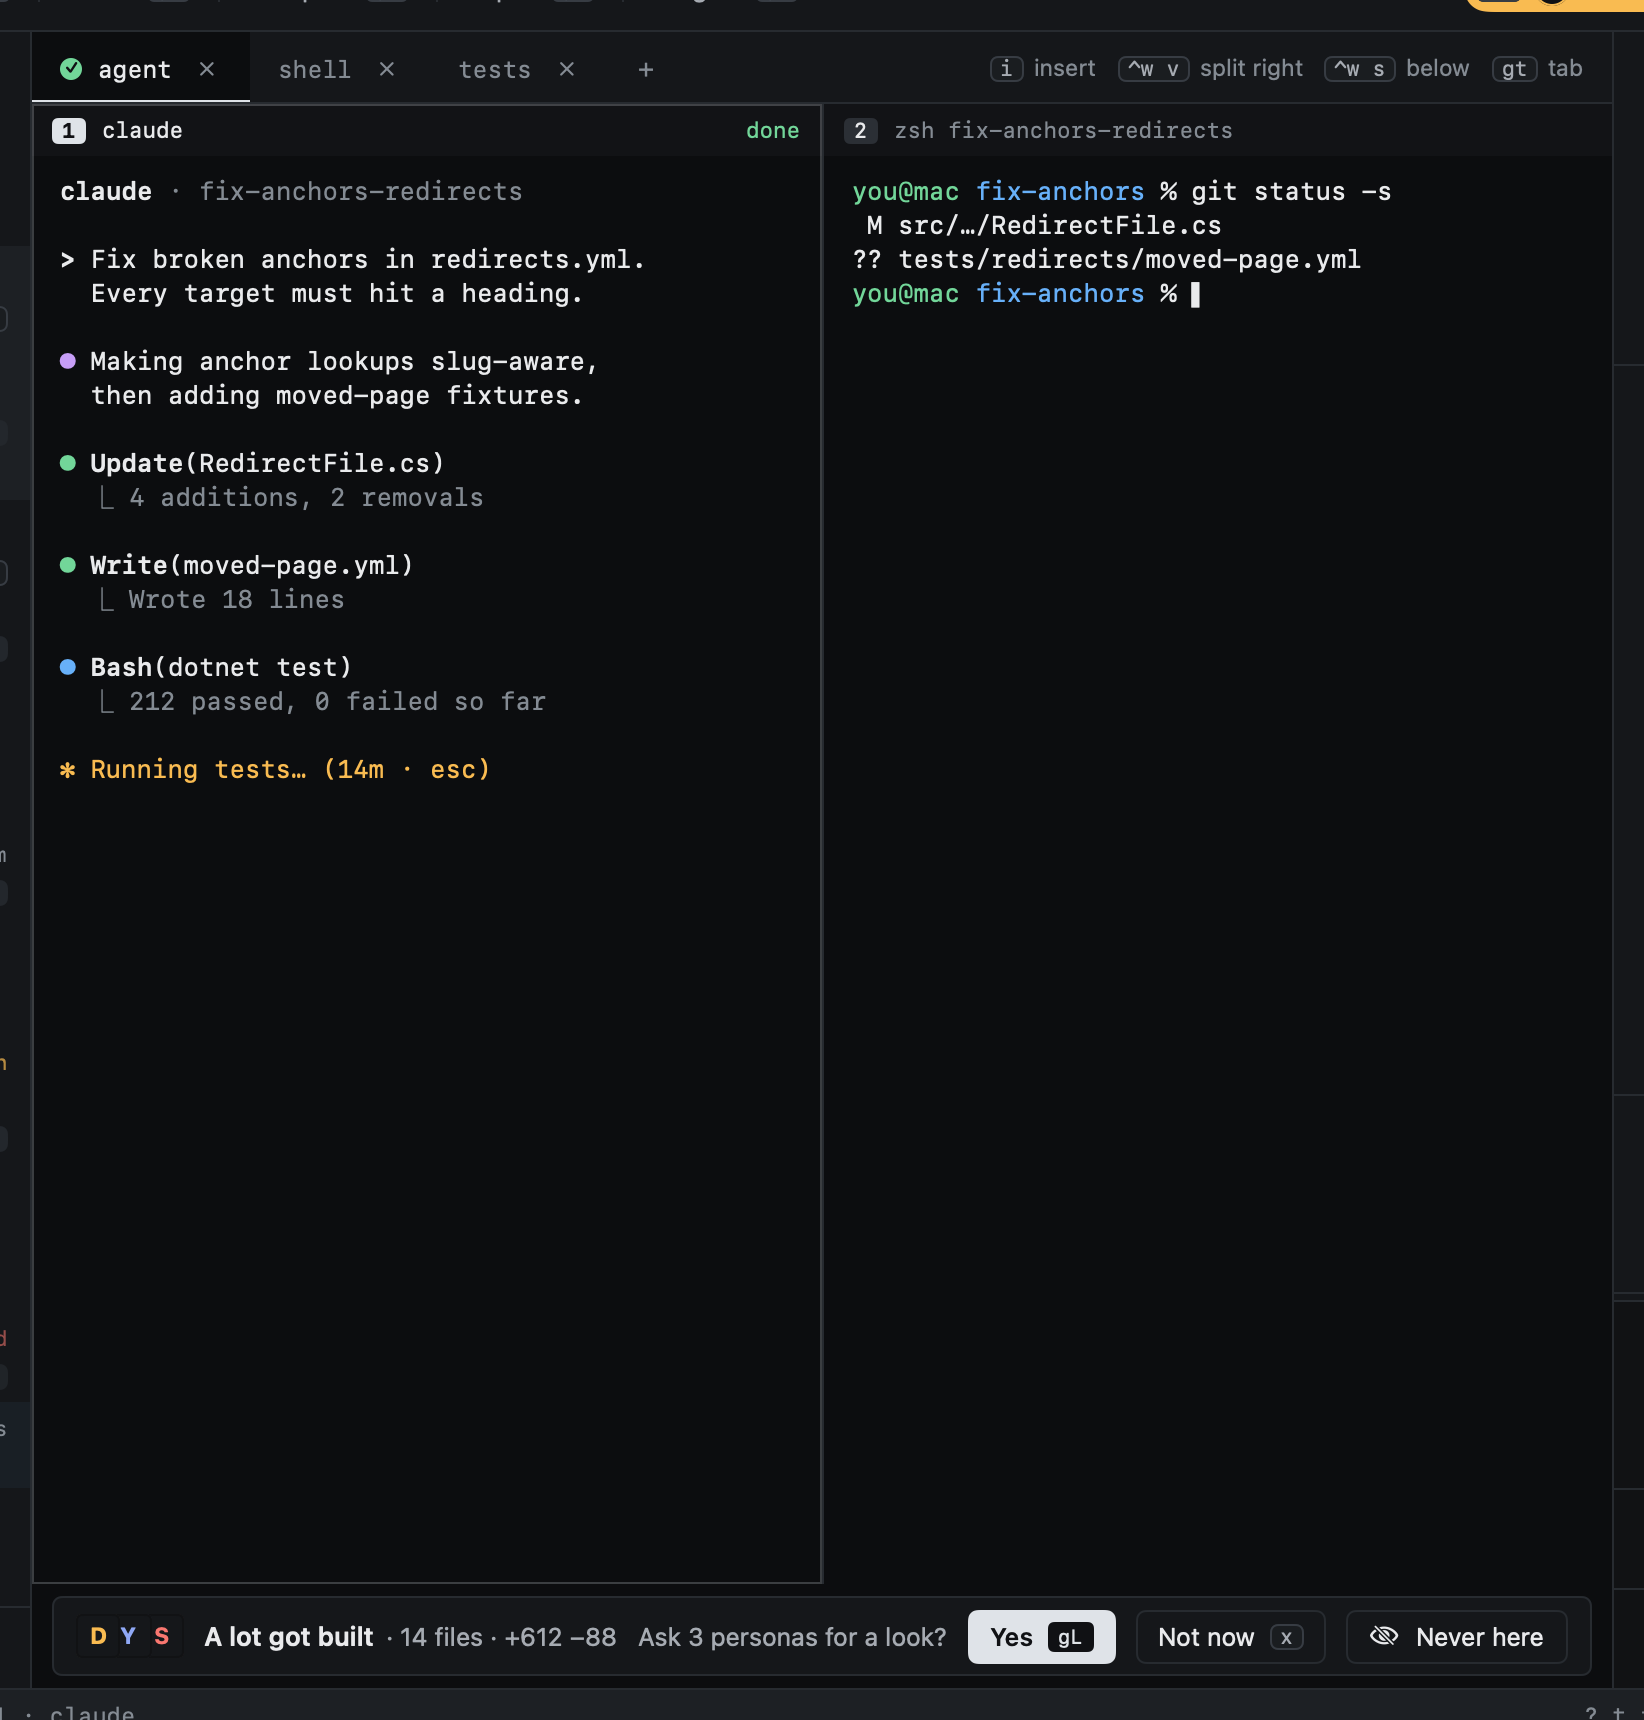 agent × shell × tests × + i insert ^w v split right ^w s below gt tab
1 claude done
2 zsh fix-anchors-redirects
claude · fix-anchors-redirects
> Fix broken anchors in redirects.yml.
Every target must hit a heading.
● Making anchor lookups slug-aware,
then adding moved-page fixtures.
● Update(RedirectFile.cs)
⎿ 4 additions, 2 removals
● Write(moved-page.yml)
⎿ Wrote 18 lines
● Bash(dotnet test)
⎿ 212 passed, 0 failed so far
✻ Running tests… (14m · esc)
you@mac fix-anchors % git status -s
M src/…/RedirectFile.cs
?? tests/redirects/moved-page.yml
you@mac fix-anchors %
D Y S A lot got built · 14 files · +612 −88 Ask 3 personas for a look? Yes gL Not now x Never here
· claude ?